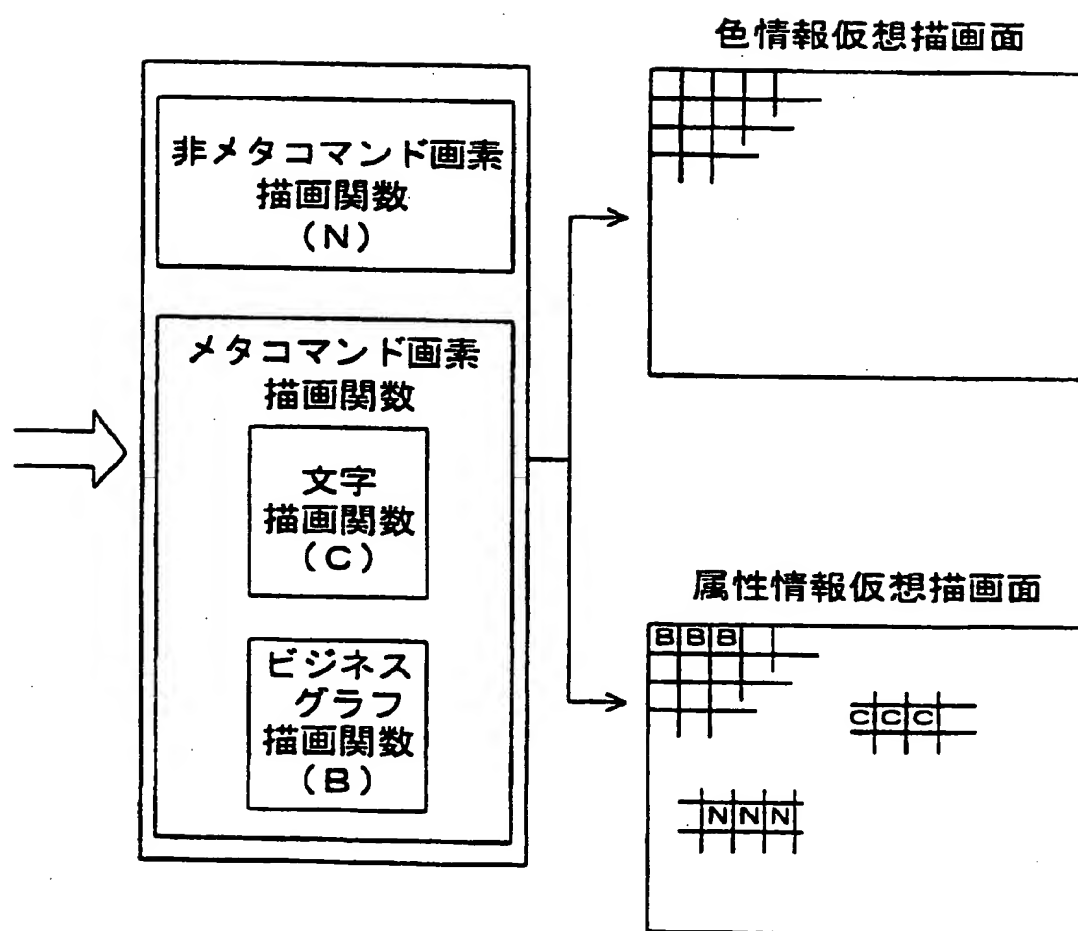 色情報仮想描画面
非メタコマンド画素
描画関数
(N)
メタコマンド画素
描画関数
文字
描画関数
(C)
ビジネス
グラフ
描画関数
(B)
属性情報仮想描画面
B B B
C C C
N N N